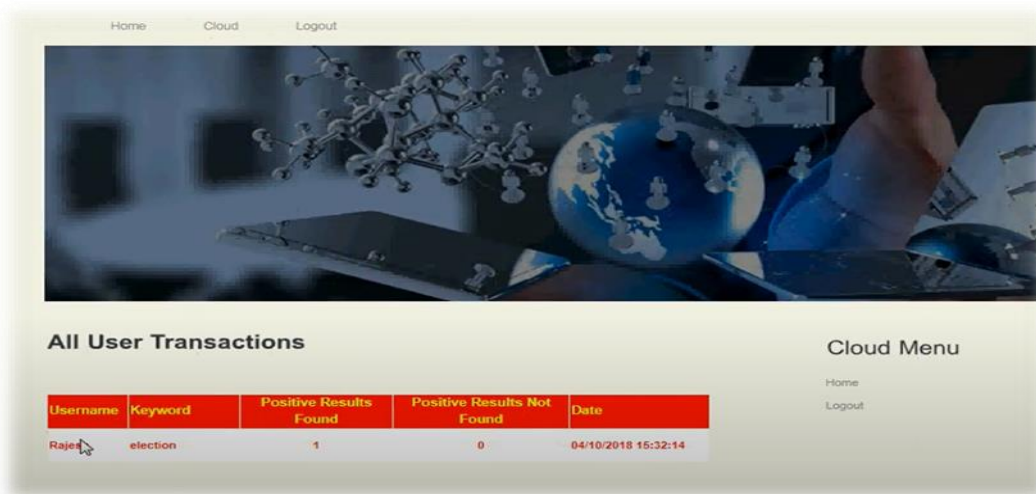 Home Cloud Logout
All User Transactions
Cloud Menu
Home
Logout
Username Keyword Positive Results Found Positive Results Not Found Date
election 1 0 04/10/2018 15:32:14